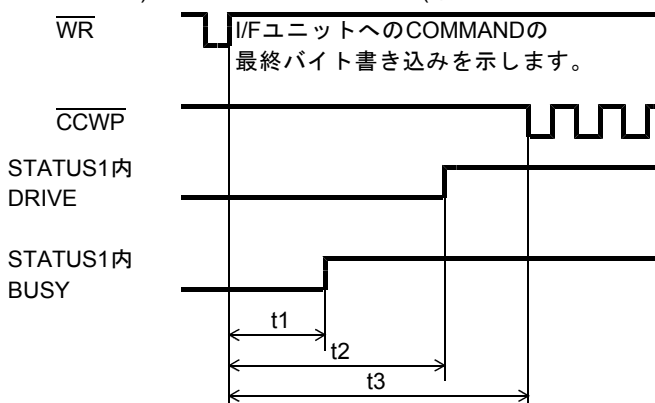 WR
I/FユニットへのCOMMANDの
最終バイト書き込みを示します。
CCWP
STATUS1内
DRIVE
STATUS1内
BUSY
t1
t2
t3